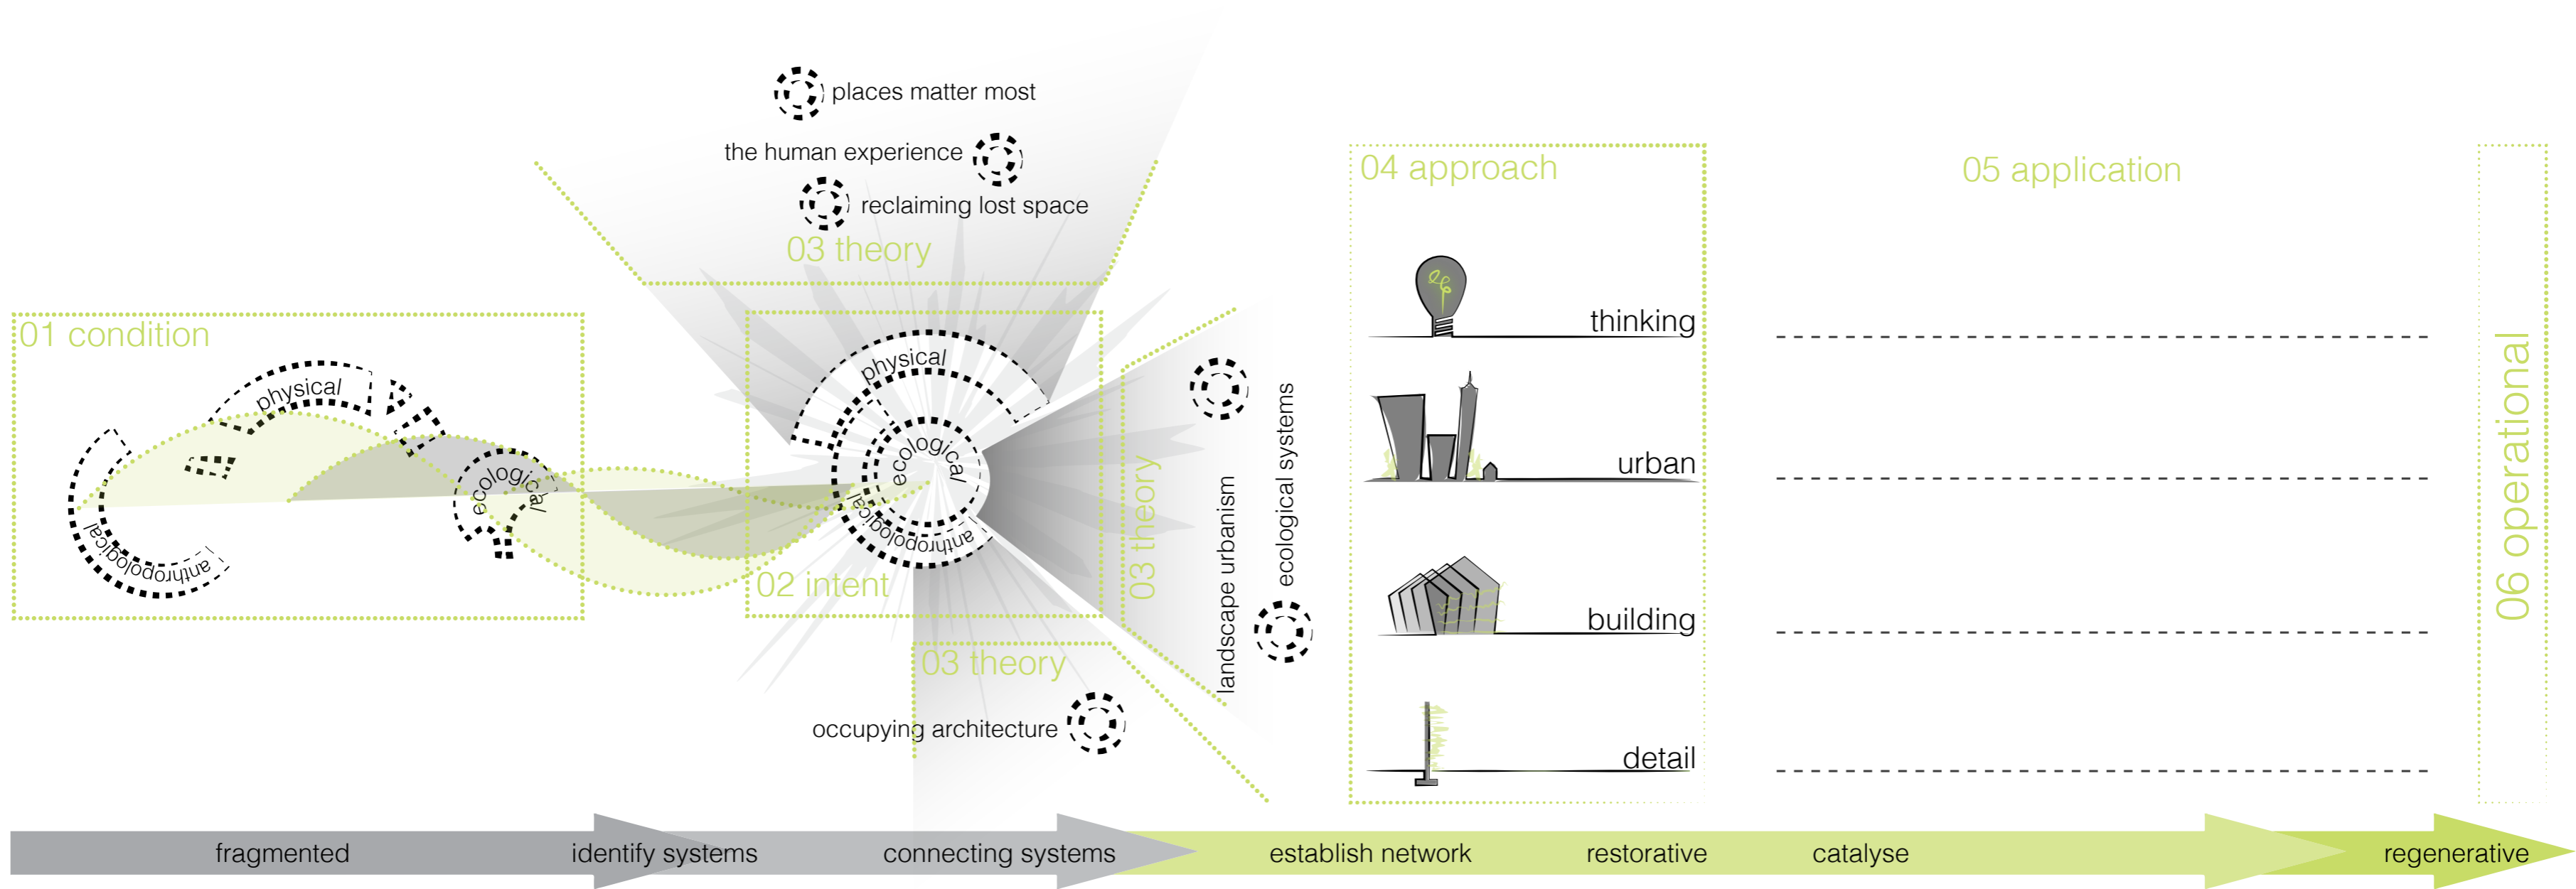 places matter most
the human experience
reclaiming lost space
03 theory
01 condition
physical
ecological
anthropological
physical
ecological
anthropological
02 intent
03 theory
landscape urbanism
ecological systems
03 theory
occupying architecture
04 approach
thinking
urban
building
detail
05 application
06 operational
fragmented
identify systems
connecting systems
establish network
restorative
catalyse
regenerative